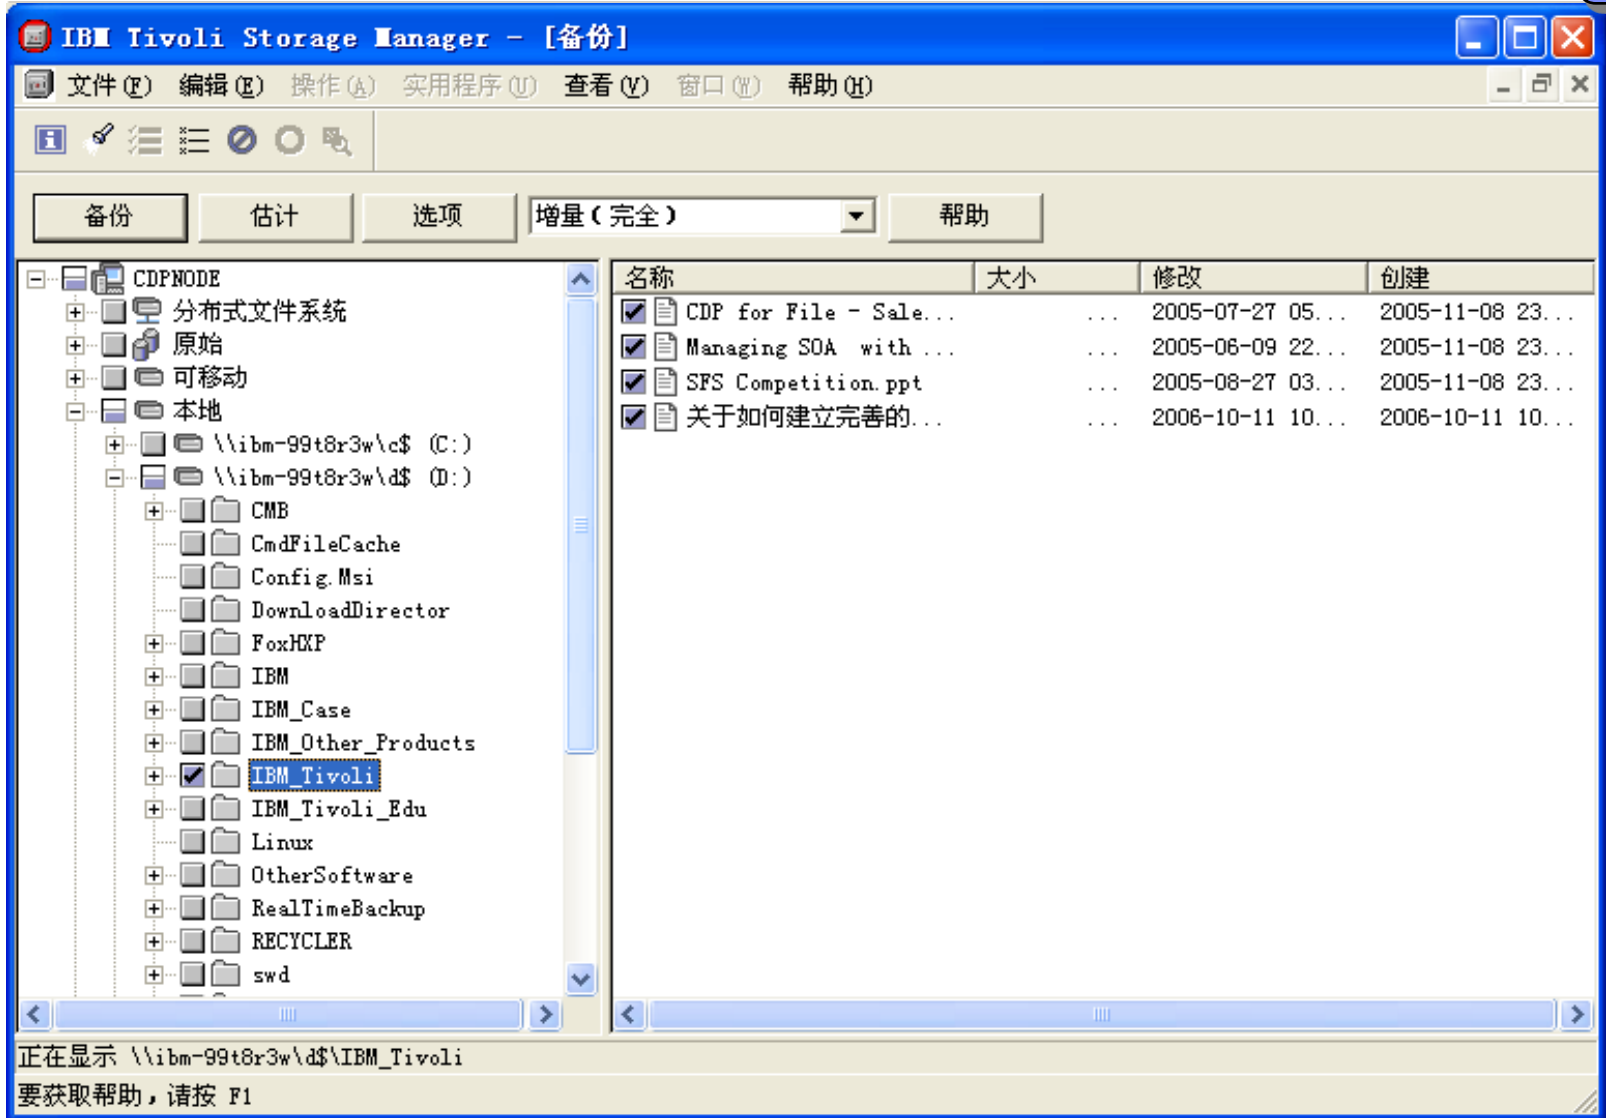 IBM Tivoli Storage Manager - [备份]
文件(F) 编辑(E) 操作(A) 实用程序(U) 查看(V) 窗口(W) 帮助(H)
备份 估计 选项 增量(完全) 帮助
CDPNODE
分布式文件系统
原始
可移动
本地
\\ibm-99t8r3w\c$ (C:)
\\ibm-99t8r3w\d$ (D:)
CMB
CmdFileCache
Config.Msi
DownloadDirector
FoxHXP
IBM
IBM_Case
IBM_Other_Products
IBM_Tivoli
IBM_Tivoli_Edu
Linux
OtherSoftware
RealTimeBackup
RECYCLER
swd
名称 大小 修改 创建
CDP for File - Sale... ... 2005-07-27 05... 2005-11-08 23...
Managing SOA with ... ... 2005-06-09 22... 2005-11-08 23...
SFS Competition.ppt ... 2005-08-27 03... 2005-11-08 23...
关于如何建立完善的... ... 2006-10-11 10... 2006-10-11 10...
正在显示 \\ibm-99t8r3w\d$\IBM_Tivoli
要获取帮助，请按 F1